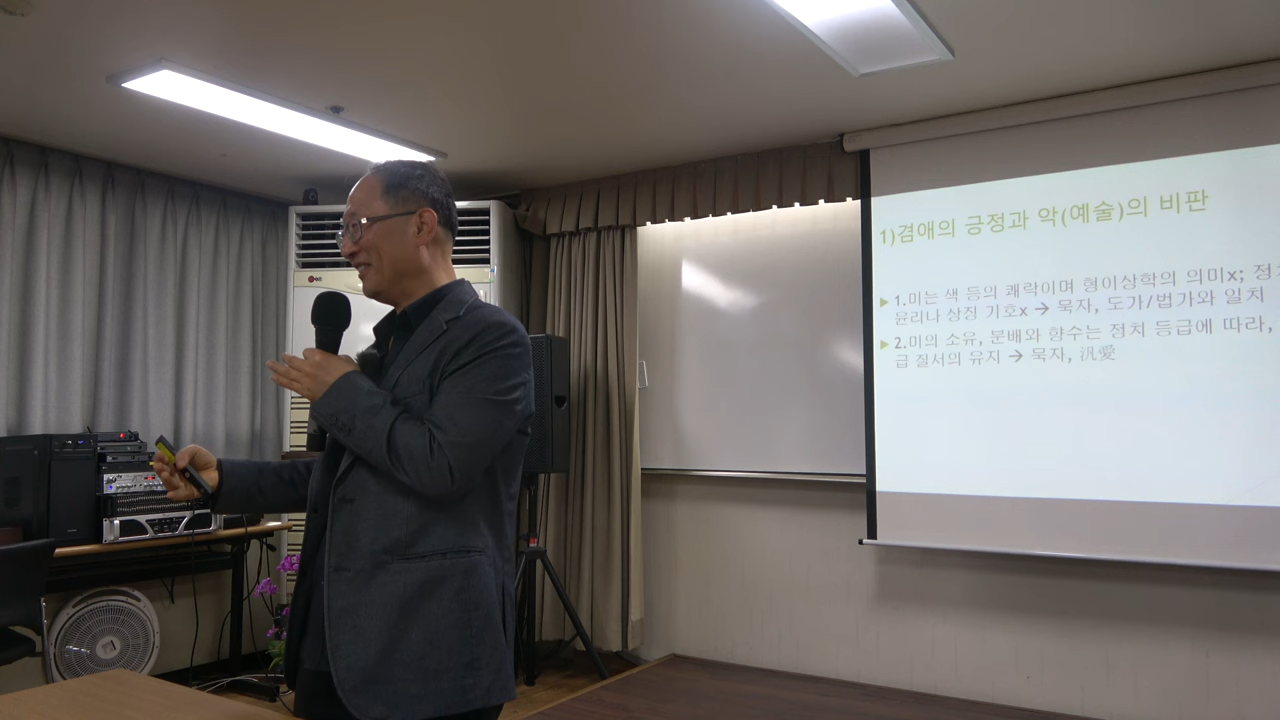 1)겸애의 긍정과 악(예술)의 비판
1.미는 색 등의 쾌락이며 형이상학의 의미x; 정치
윤리나 상징 기호x → 묵자, 도가/법가와 일치
2.미의 소유, 분배와 향수는 정치 등급에 따라,
급 질서의 유지 → 묵자, 汎愛